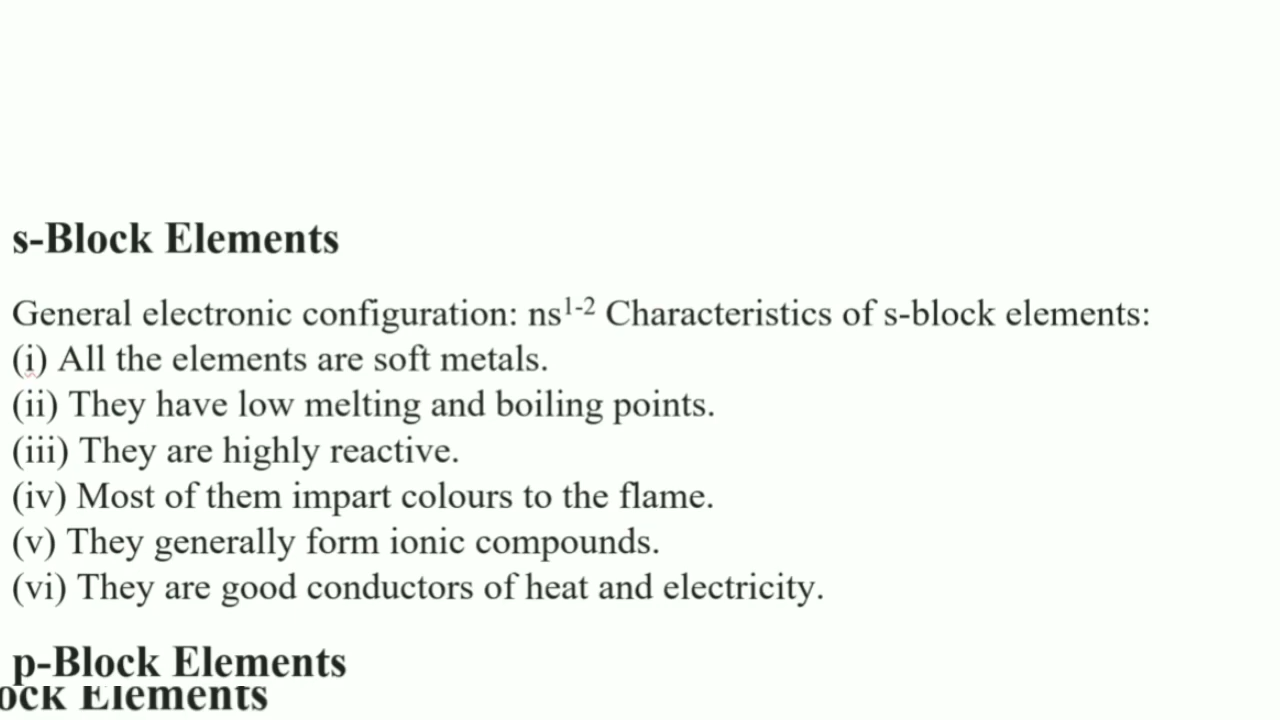 s-Block Elements
General electronic configuration: ns¹⁻² Characteristics of s-block elements:
(i) All the elements are soft metals.
(ii) They have low melting and boiling points.
(iii) They are highly reactive.
(iv) Most of them impart colours to the flame.
(v) They generally form ionic compounds.
(vi) They are good conductors of heat and electricity.
p-Block Elements
ock Elements